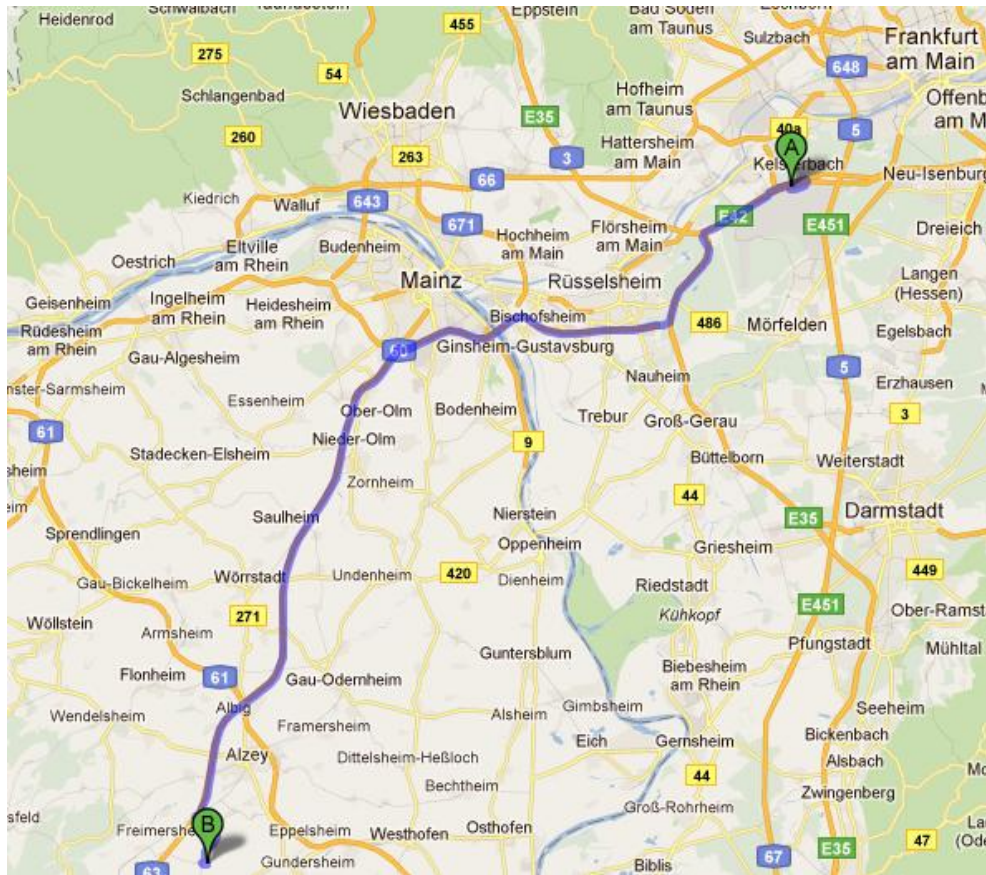 Heidenrod
455
Eppstein
Bad Soden
am Taunus
Sulzbach
Frankfurt
am Main
275
54
Schlangenbad
Wiesbaden
E35
Hofheim
am Taunus
648
Offenb
am M
260
263
3
Hattersheim
am Main
40a
5
A
Kelsterbach
Neu-Isenburg
66
Kiedrich
Walluf
643
671
Flörsheim
am Main
E42
E451
Dreieich
Oestrich
Eltville
am Rhein
Budenheim
Hochheim
am Main
Langen
(Hessen)
Geisenheim
Ingelheim
am Rhein
Heidesheim
am Rhein
Mainz
Rüsselsheim
Rüdesheim
am Rhein
Bischofsheim
486
Mörfelden
Egelsbach
Gau-Algesheim
60
Ginsheim-Gustavsburg
Nauheim
5
Erzhausen
nster-Sarmsheim
Essenheim
Ober-Olm
Bodenheim
Trebur
Groß-Gerau
3
61
Nieder-Olm
9
Stadecken-Elsheim
Büttelborn
Weiterstadt
sheim
Zornheim
44
Saulheim
Nierstein
E35
Darmstadt
Sprendlingen
Oppenheim
Griesheim
Gau-Bickelheim
Wörrstadt
Undenheim
420
Dienheim
Riedstadt
449
Wöllstein
271
Kühkopf
E451
Ober-Ramst
Armsheim
Pfungstadt
Mühltal
Flonheim
61
Gau-Odernheim
Guntersblum
Biebesheim
am Rhein
Wendelsheim
Albig
Framersheim
Alsheim
Gimbsheim
Seeheim
Alzey
Dittelsheim-Heßloch
Eich
Gernsheim
Bickenbach
Bechtheim
44
Alsbach
Zwingenberg
sfeld
B
Freimershe
Eppelsheim
Westhofen
Osthofen
Groß-Rohrheim
63
Gundersheim
Biblis
67
E35
47